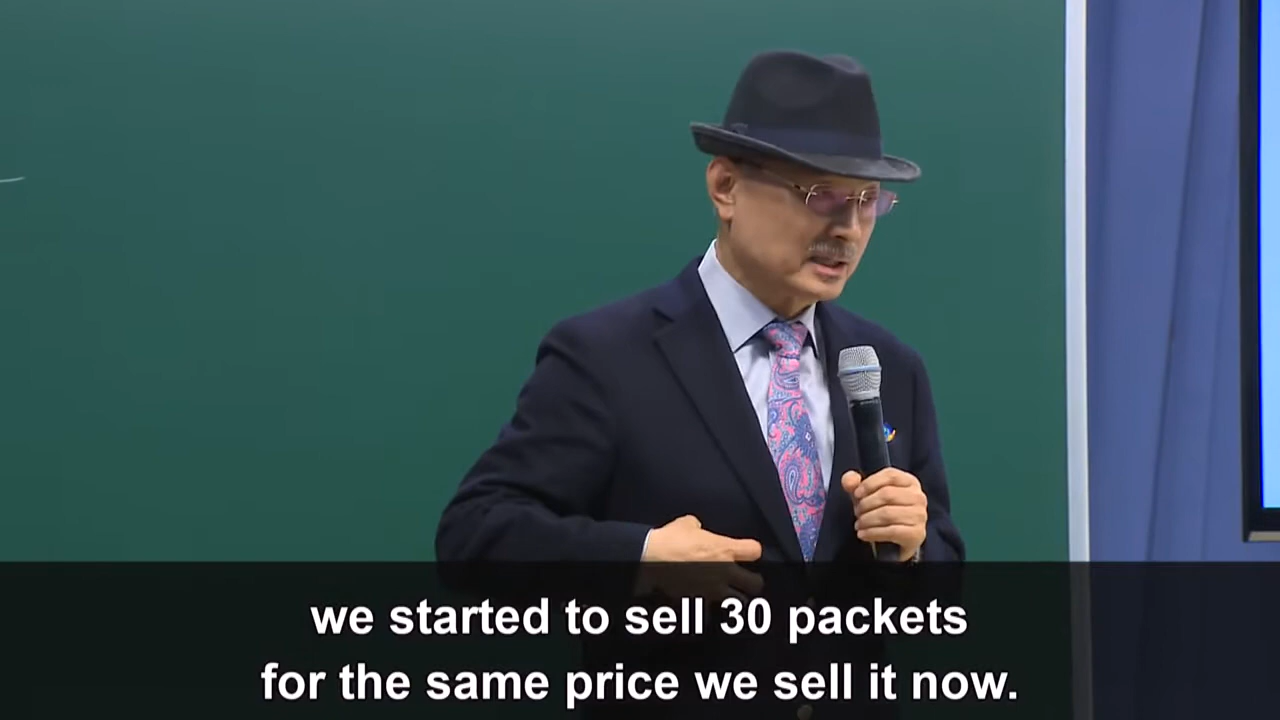 we started to sell 30 packets
for the same price we sell it now.